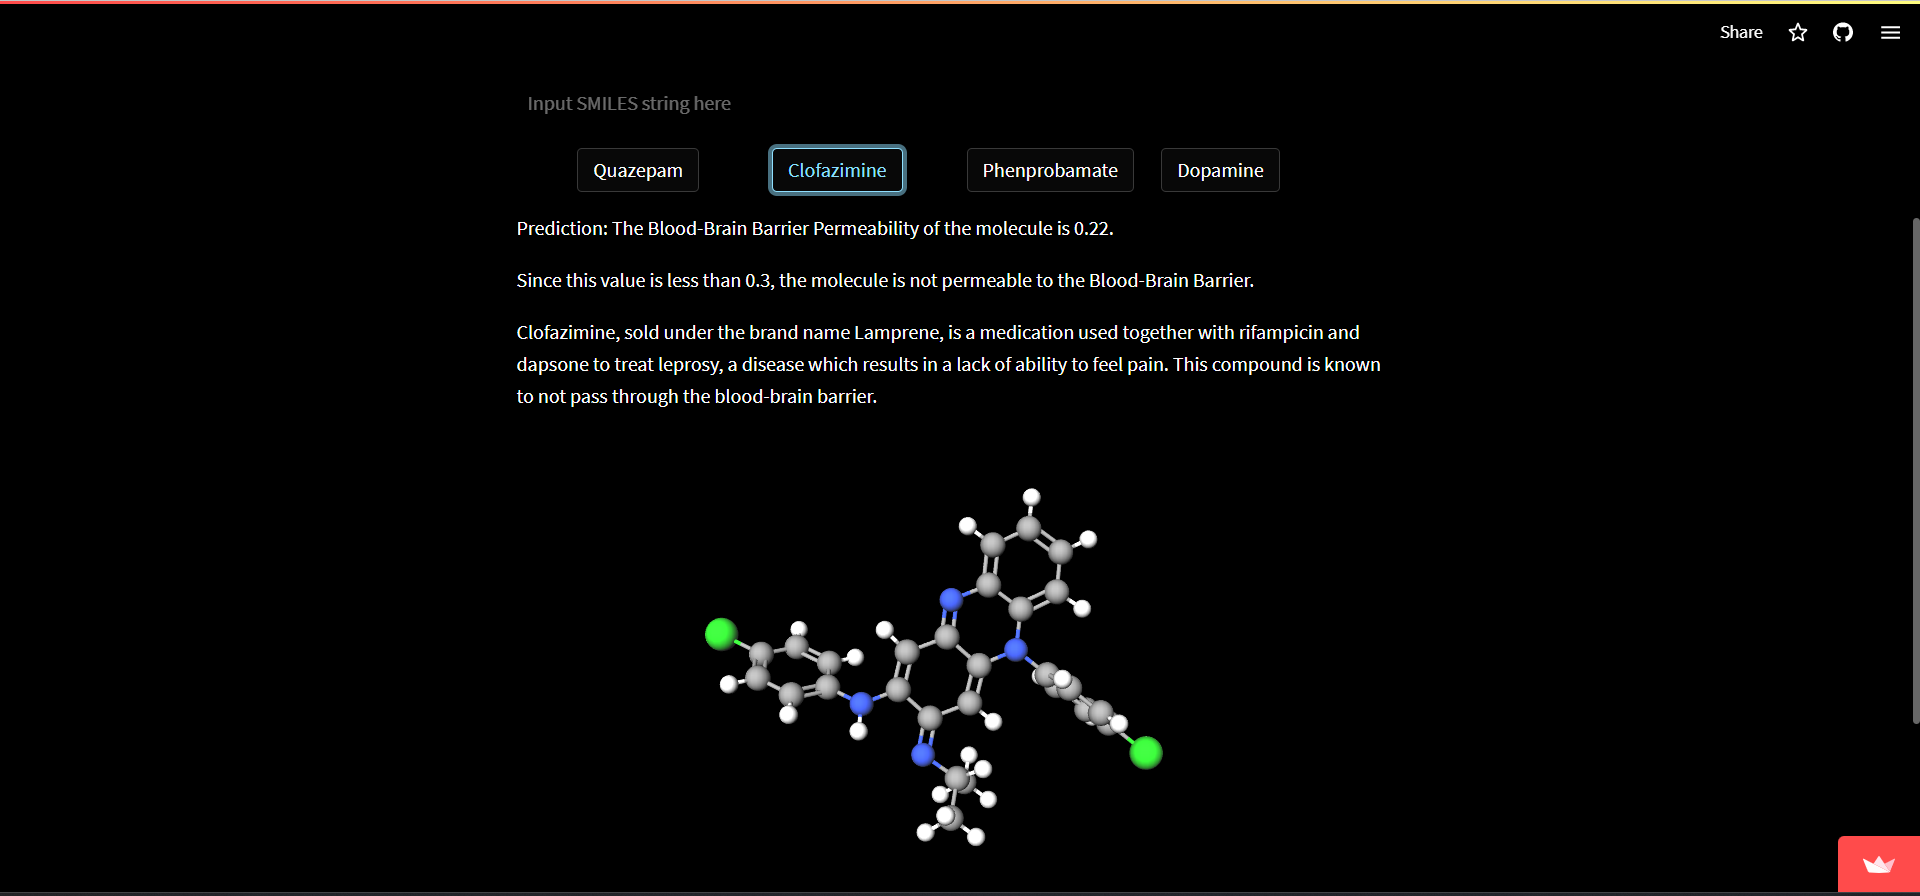 Share
Input SMILES string here
Quazepam Clofazimine Phenprobamate Dopamine
Prediction: The Blood-Brain Barrier Permeability of the molecule is 0.22.
Since this value is less than 0.3, the molecule is not permeable to the Blood-Brain Barrier.
Clofazimine, sold under the brand name Lamprene, is a medication used together with rifampicin and
dapsone to treat leprosy, a disease which results in a lack of ability to feel pain. This compound is known
to not pass through the blood-brain barrier.